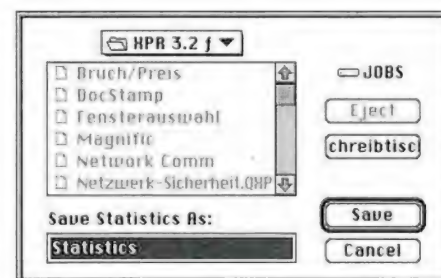 XPR 3.2 ƒ
Bruch/Preis
DocStamp
Fensterauswahl
Magnific
Network Comm
Netzwerk-Sicherheit.QXP
JOBS
Eject
chreibtisc
Save Statistics As:
Statistics
Save
Cancel